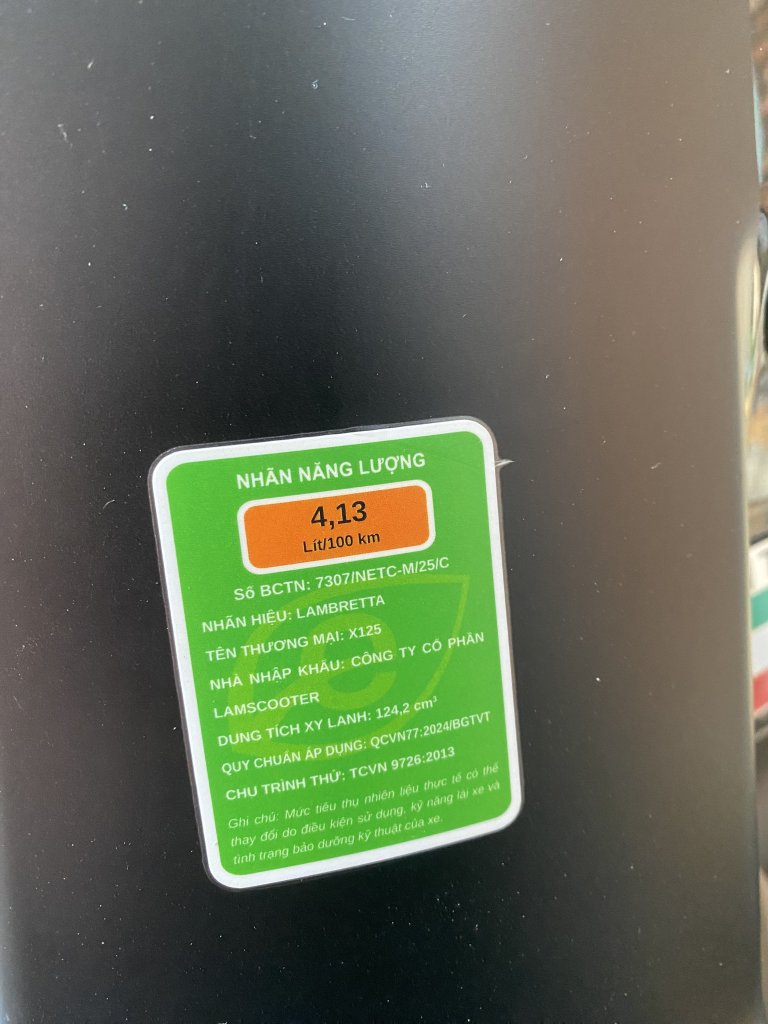 NHÃN NĂNG LƯỢNG
4,13
Lít/100 km
Số BCTN: 7307/NETC-M/25/C
NHÃN HIỆU: LAMBRETTA
TÊN THƯƠNG MẠI: X125
NHÀ NHẬP KHẨU: CÔNG TY CỔ PHẦN
LAMSCOOTER
DUNG TÍCH XY LANH: 124,2 cm³
QUY CHUẨN ÁP DỤNG: QCVN77:2024/BGTVT
CHU TRÌNH THỬ: TCVN 9726:2013
Ghi chú: Mức tiêu thụ nhiên liệu thực tế có thể
thay đổi do điều kiện sử dụng, kỹ năng lái xe và
tình trạng bảo dưỡng kỹ thuật của xe.